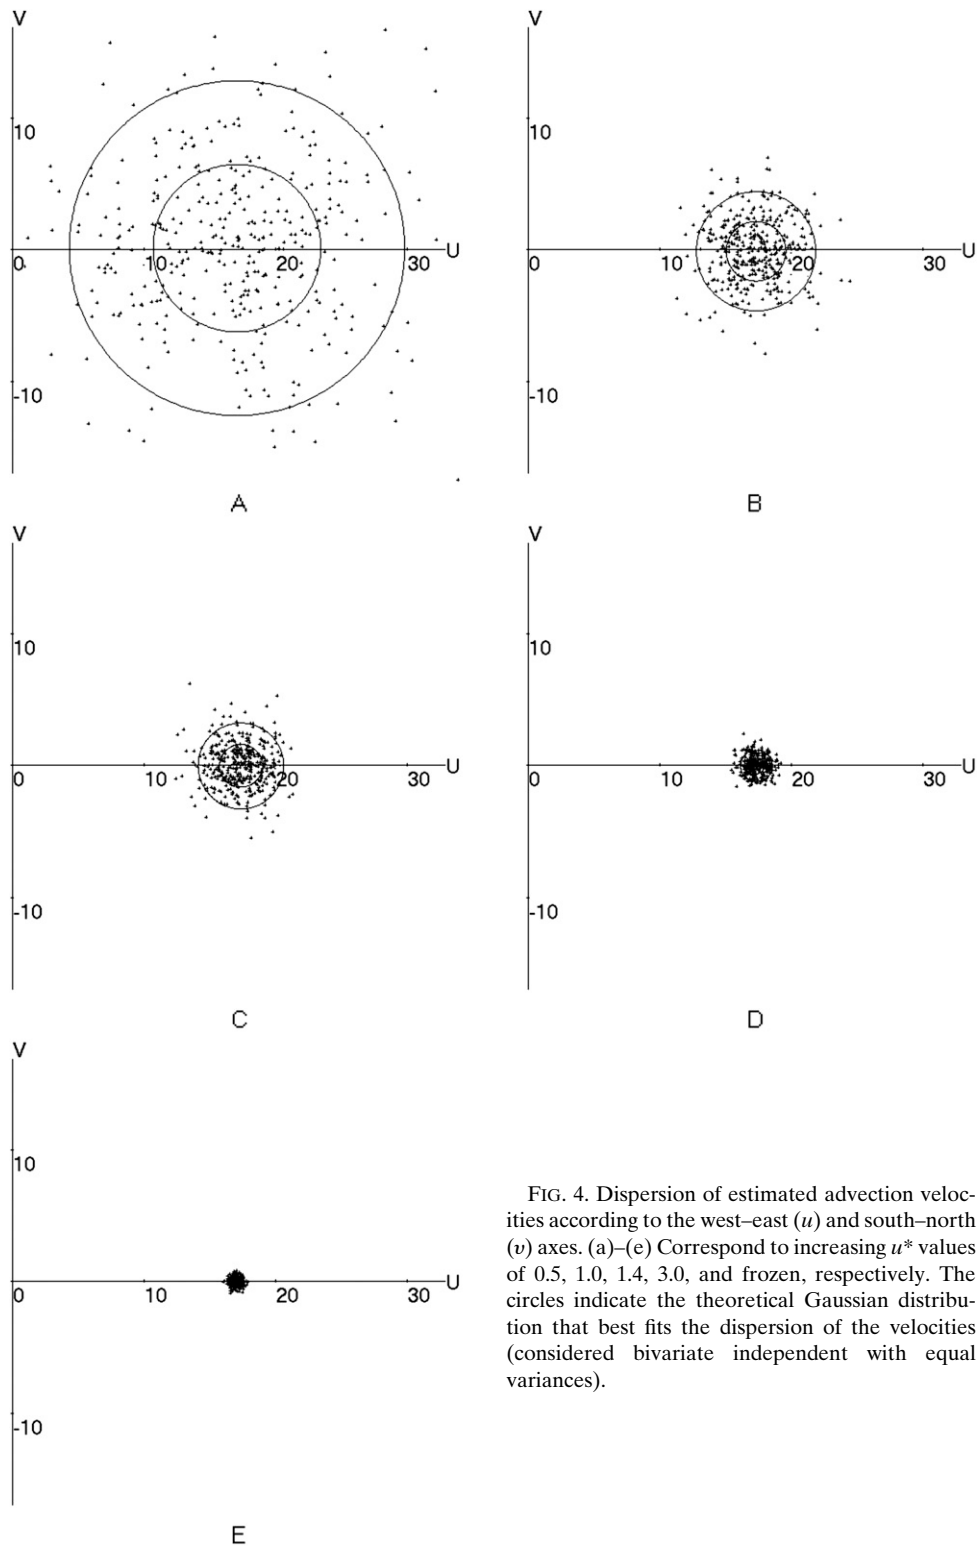 V
V
10
10
0
10
20
30
U
0
10
20
30
U
-10
-10
A
B
V
V
10
10
0
10
20
30
U
0
10
20
30
U
-10
-10
C
D
V
10
0
10
20
30
U
-10
E
FIG. 4. Dispersion of estimated advection veloc-
ities according to the west–east (u) and south–north
(v) axes. (a)–(e) Correspond to increasing u* values
of 0.5, 1.0, 1.4, 3.0, and frozen, respectively. The
circles indicate the theoretical Gaussian distribu-
tion that best fits the dispersion of the velocities
(considered bivariate independent with equal
variances).